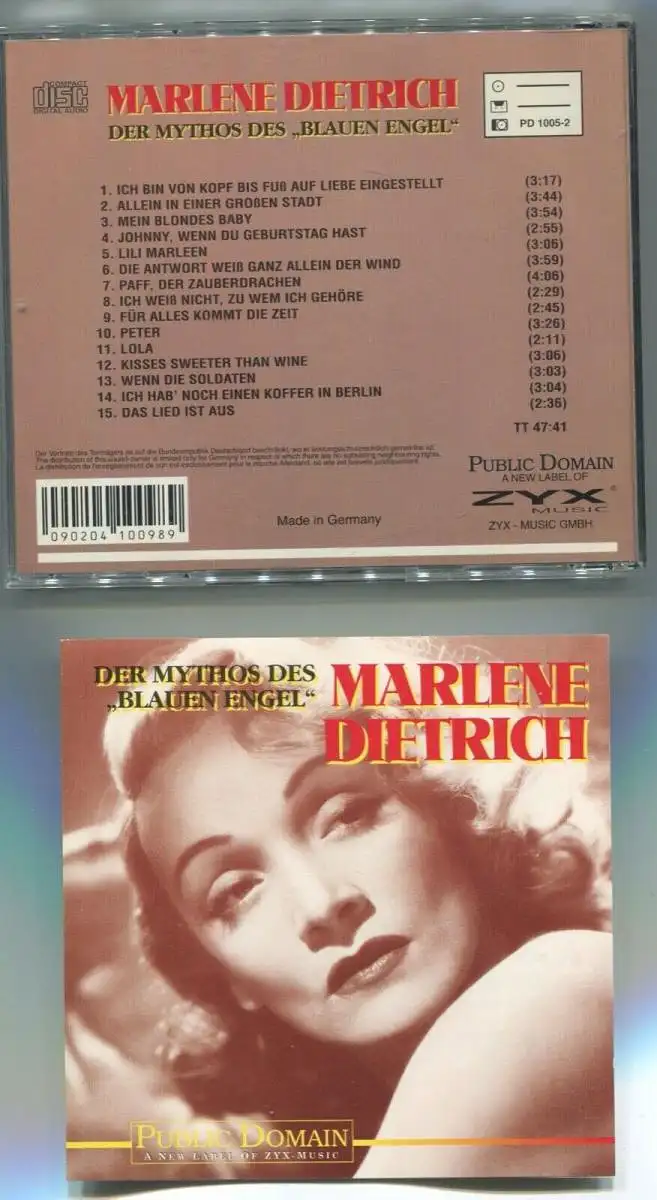 COMPACT
disc
DIGITAL AUDIO
MARLENE DIETRICH
DER MYTHOS DES „BLAUEN ENGEL“
PD 1005-2
1. ICH BIN VON KOPF BIS FUß AUF LIEBE EINGESTELLT (3:17)
2. ALLEIN IN EINER GROßEN STADT (3:44)
3. MEIN BLONDES BABY (3:54)
4. JOHNNY, WENN DU GEBURTSTAG HAST (2:55)
5. LILI MARLEEN (3:06)
6. DIE ANTWORT WEIß GANZ ALLEIN DER WIND (3:59)
7. PAFF, DER ZAUBERDRACHEN (4:06)
8. ICH WEIß NICHT, ZU WEM ICH GEHÖRE (2:29)
9. FÜR ALLES KOMMT DIE ZEIT (2:45)
10. PETER (3:26)
11. LOLA (2:11)
12. KISSES SWEETER THAN WINE (3:06)
13. WENN DIE SOLDATEN (3:03)
14. ICH HAB' NOCH EINEN KOFFER IN BERLIN (3:04)
15. DAS LIED IST AUS (2:36)
TT 47:41
PUBLIC DOMAIN
A NEW LABEL OF
ZYX®
MUSIC
ZYX - MUSIC GMBH
Made in Germany
090204 100989
DER MYTHOS DES
„BLAUEN ENGEL“
MARLENE
DIETRICH
PUBLIC DOMAIN
A NEW LABEL OF ZYX-MUSIC